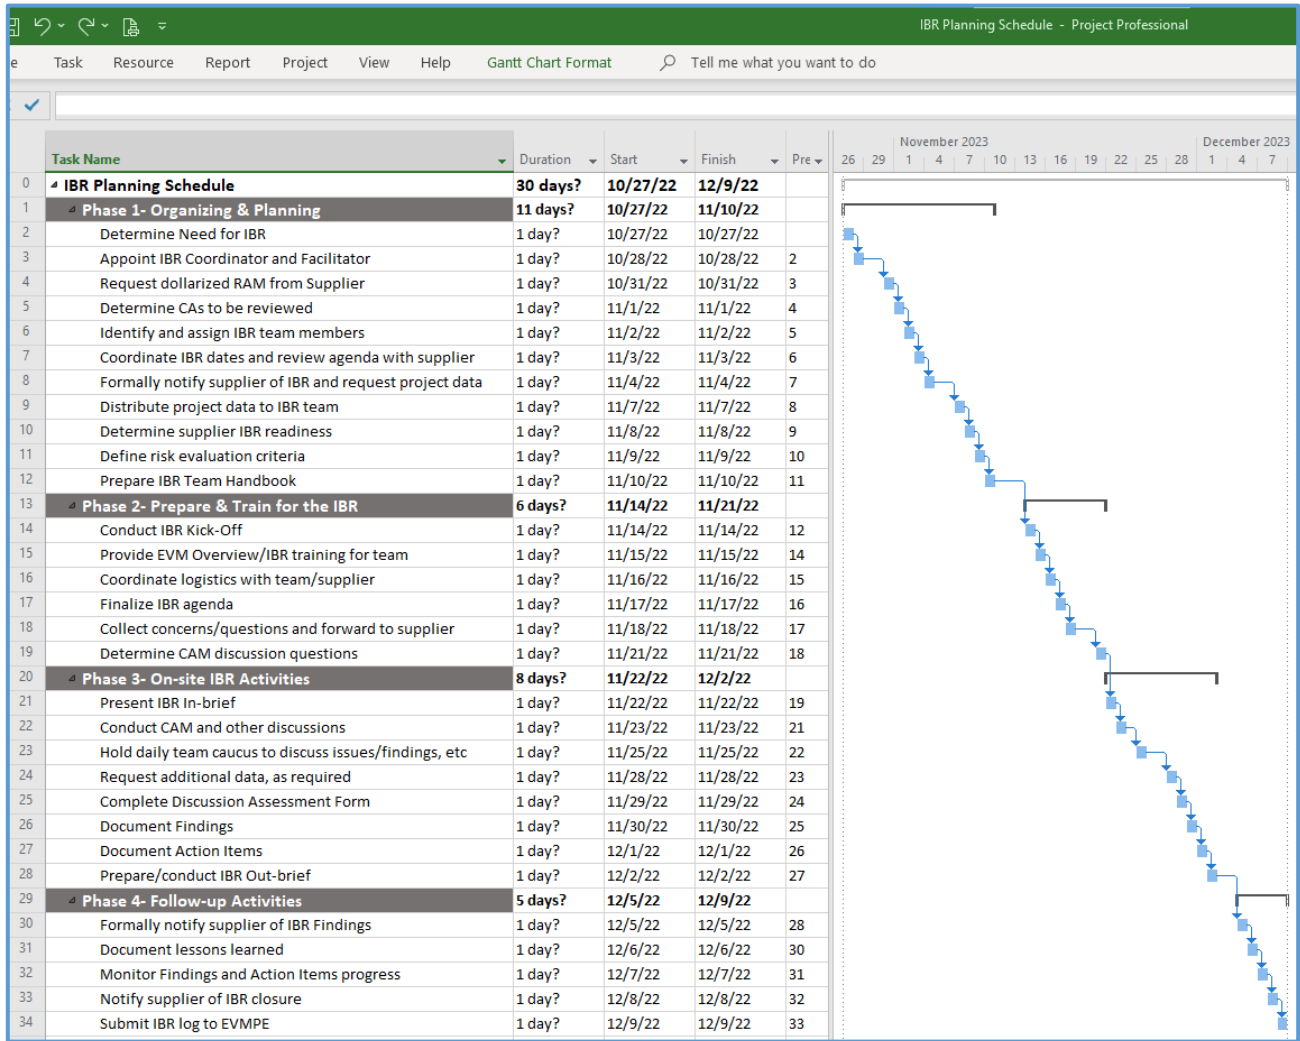 IBR Planning Schedule - Project Professional
e Task Resource Report Project View Help Gantt Chart Format Tell me what you want to do
November 2023 December 2023
Task Name Duration Start Finish Pre 26 29 1 4 7 10 13 16 19 22 25 28 1 4 7
0 IBR Planning Schedule 30 days? 10/27/22 12/9/22
1 Phase 1- Organizing & Planning 11 days? 10/27/22 11/10/22
2 Determine Need for IBR 1 day? 10/27/22 10/27/22
3 Appoint IBR Coordinator and Facilitator 1 day? 10/28/22 10/28/22 2
4 Request dollarized RAM from Supplier 1 day? 10/31/22 10/31/22 3
5 Determine CAs to be reviewed 1 day? 11/1/22 11/1/22 4
6 Identify and assign IBR team members 1 day? 11/2/22 11/2/22 5
7 Coordinate IBR dates and review agenda with supplier 1 day? 11/3/22 11/3/22 6
8 Formally notify supplier of IBR and request project data 1 day? 11/4/22 11/4/22 7
9 Distribute project data to IBR team 1 day? 11/7/22 11/7/22 8
10 Determine supplier IBR readiness 1 day? 11/8/22 11/8/22 9
11 Define risk evaluation criteria 1 day? 11/9/22 11/9/22 10
12 Prepare IBR Team Handbook 1 day? 11/10/22 11/10/22 11
13 Phase 2- Prepare & Train for the IBR 6 days? 11/14/22 11/21/22
14 Conduct IBR Kick-Off 1 day? 11/14/22 11/14/22 12
15 Provide EVM Overview/IBR training for team 1 day? 11/15/22 11/15/22 14
16 Coordinate logistics with team/supplier 1 day? 11/16/22 11/16/22 15
17 Finalize IBR agenda 1 day? 11/17/22 11/17/22 16
18 Collect concerns/questions and forward to supplier 1 day? 11/18/22 11/18/22 17
19 Determine CAM discussion questions 1 day? 11/21/22 11/21/22 18
20 Phase 3- On-site IBR Activities 8 days? 11/22/22 12/2/22
21 Present IBR In-brief 1 day? 11/22/22 11/22/22 19
22 Conduct CAM and other discussions 1 day? 11/23/22 11/23/22 21
23 Hold daily team caucus to discuss issues/findings, etc 1 day? 11/25/22 11/25/22 22
24 Request additional data, as required 1 day? 11/28/22 11/28/22 23
25 Complete Discussion Assessment Form 1 day? 11/29/22 11/29/22 24
26 Document Findings 1 day? 11/30/22 11/30/22 25
27 Document Action Items 1 day? 12/1/22 12/1/22 26
28 Prepare/conduct IBR Out-brief 1 day? 12/2/22 12/2/22 27
29 Phase 4- Follow-up Activities 5 days? 12/5/22 12/9/22
30 Formally notify supplier of IBR Findings 1 day? 12/5/22 12/5/22 28
31 Document lessons learned 1 day? 12/6/22 12/6/22 30
32 Monitor Findings and Action Items progress 1 day? 12/7/22 12/7/22 31
33 Notify supplier of IBR closure 1 day? 12/8/22 12/8/22 32
34 Submit IBR log to EVMPE 1 day? 12/9/22 12/9/22 33